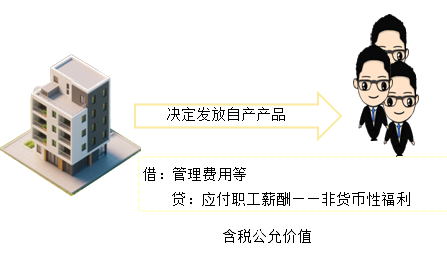 决定发放自产产品
借：管理费用等
贷：应付职工薪酬——非货币性福利
含税公允价值